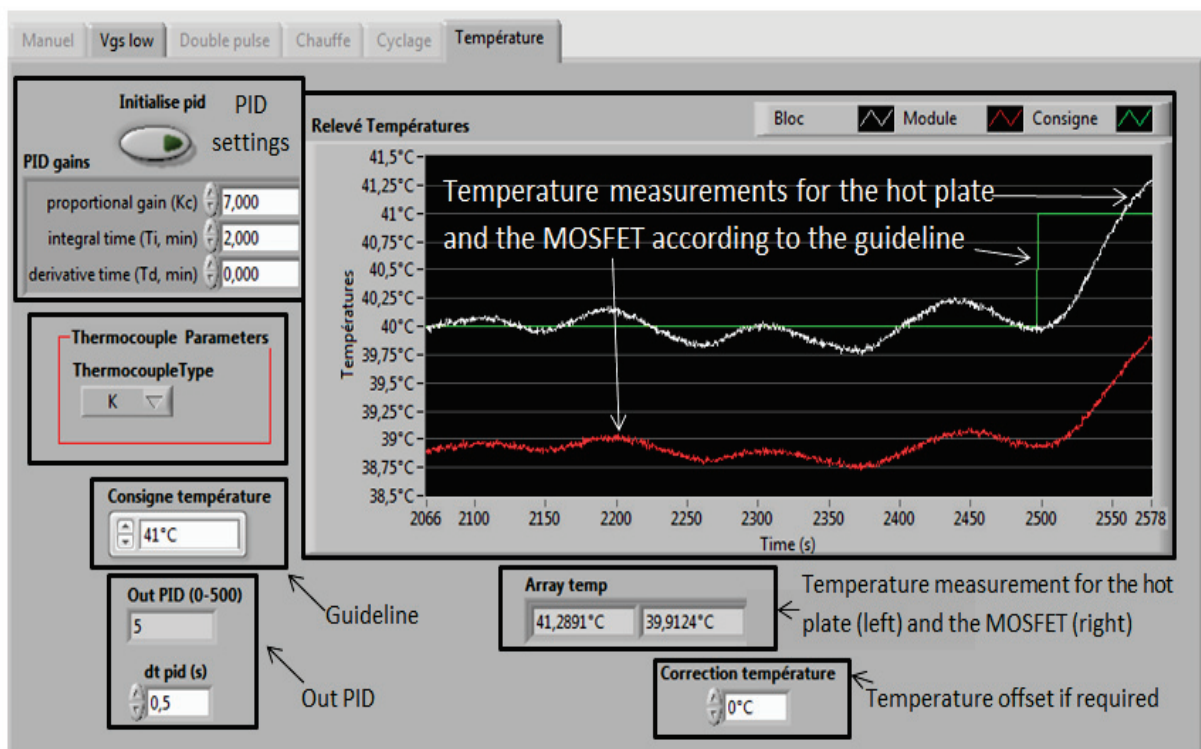 Manuel Vgs low Double pulse Chauffe Cyclage Température
Initialise pid PID
settings
PID gains
proportional gain (Kc) 7,000
integral time (Ti, min) 2,000
derivative time (Td, min) 0,000
Thermocouple Parameters
ThermocoupleType
K
Consigne température
41°C
Guideline
Out PID (0-500)
5
dt pid (s)
0,5
Out PID
Relevé Températures
Bloc Module Consigne
Temperature measurements for the hot plate
and the MOSFET according to the guideline
Températures
41,5°C
41,25°C
41°C
40,75°C
40,5°C
40,25°C
40°C
39,75°C
39,5°C
39,25°C
39°C
38,75°C
38,5°C
2066 2100 2150 2200 2250 2300 2350 2400 2450 2500 2550 2578
Time (s)
Array temp
41,2891°C 39,9124°C
Temperature measurement for the hot
plate (left) and the MOSFET (right)
Correction température
0°C
Temperature offset if required